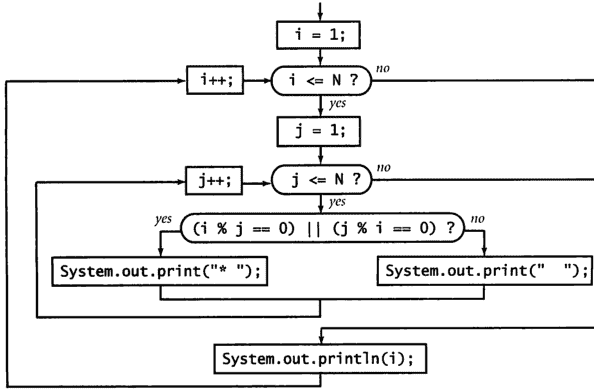 i = 1;
i++;
i <= N ?
no
yes
j = 1;
j++;
j <= N ?
no
yes
yes
(i % j == 0) || (j % i == 0) ?
no
System.out.print("* ");
System.out.print("  ");
System.out.println(i);